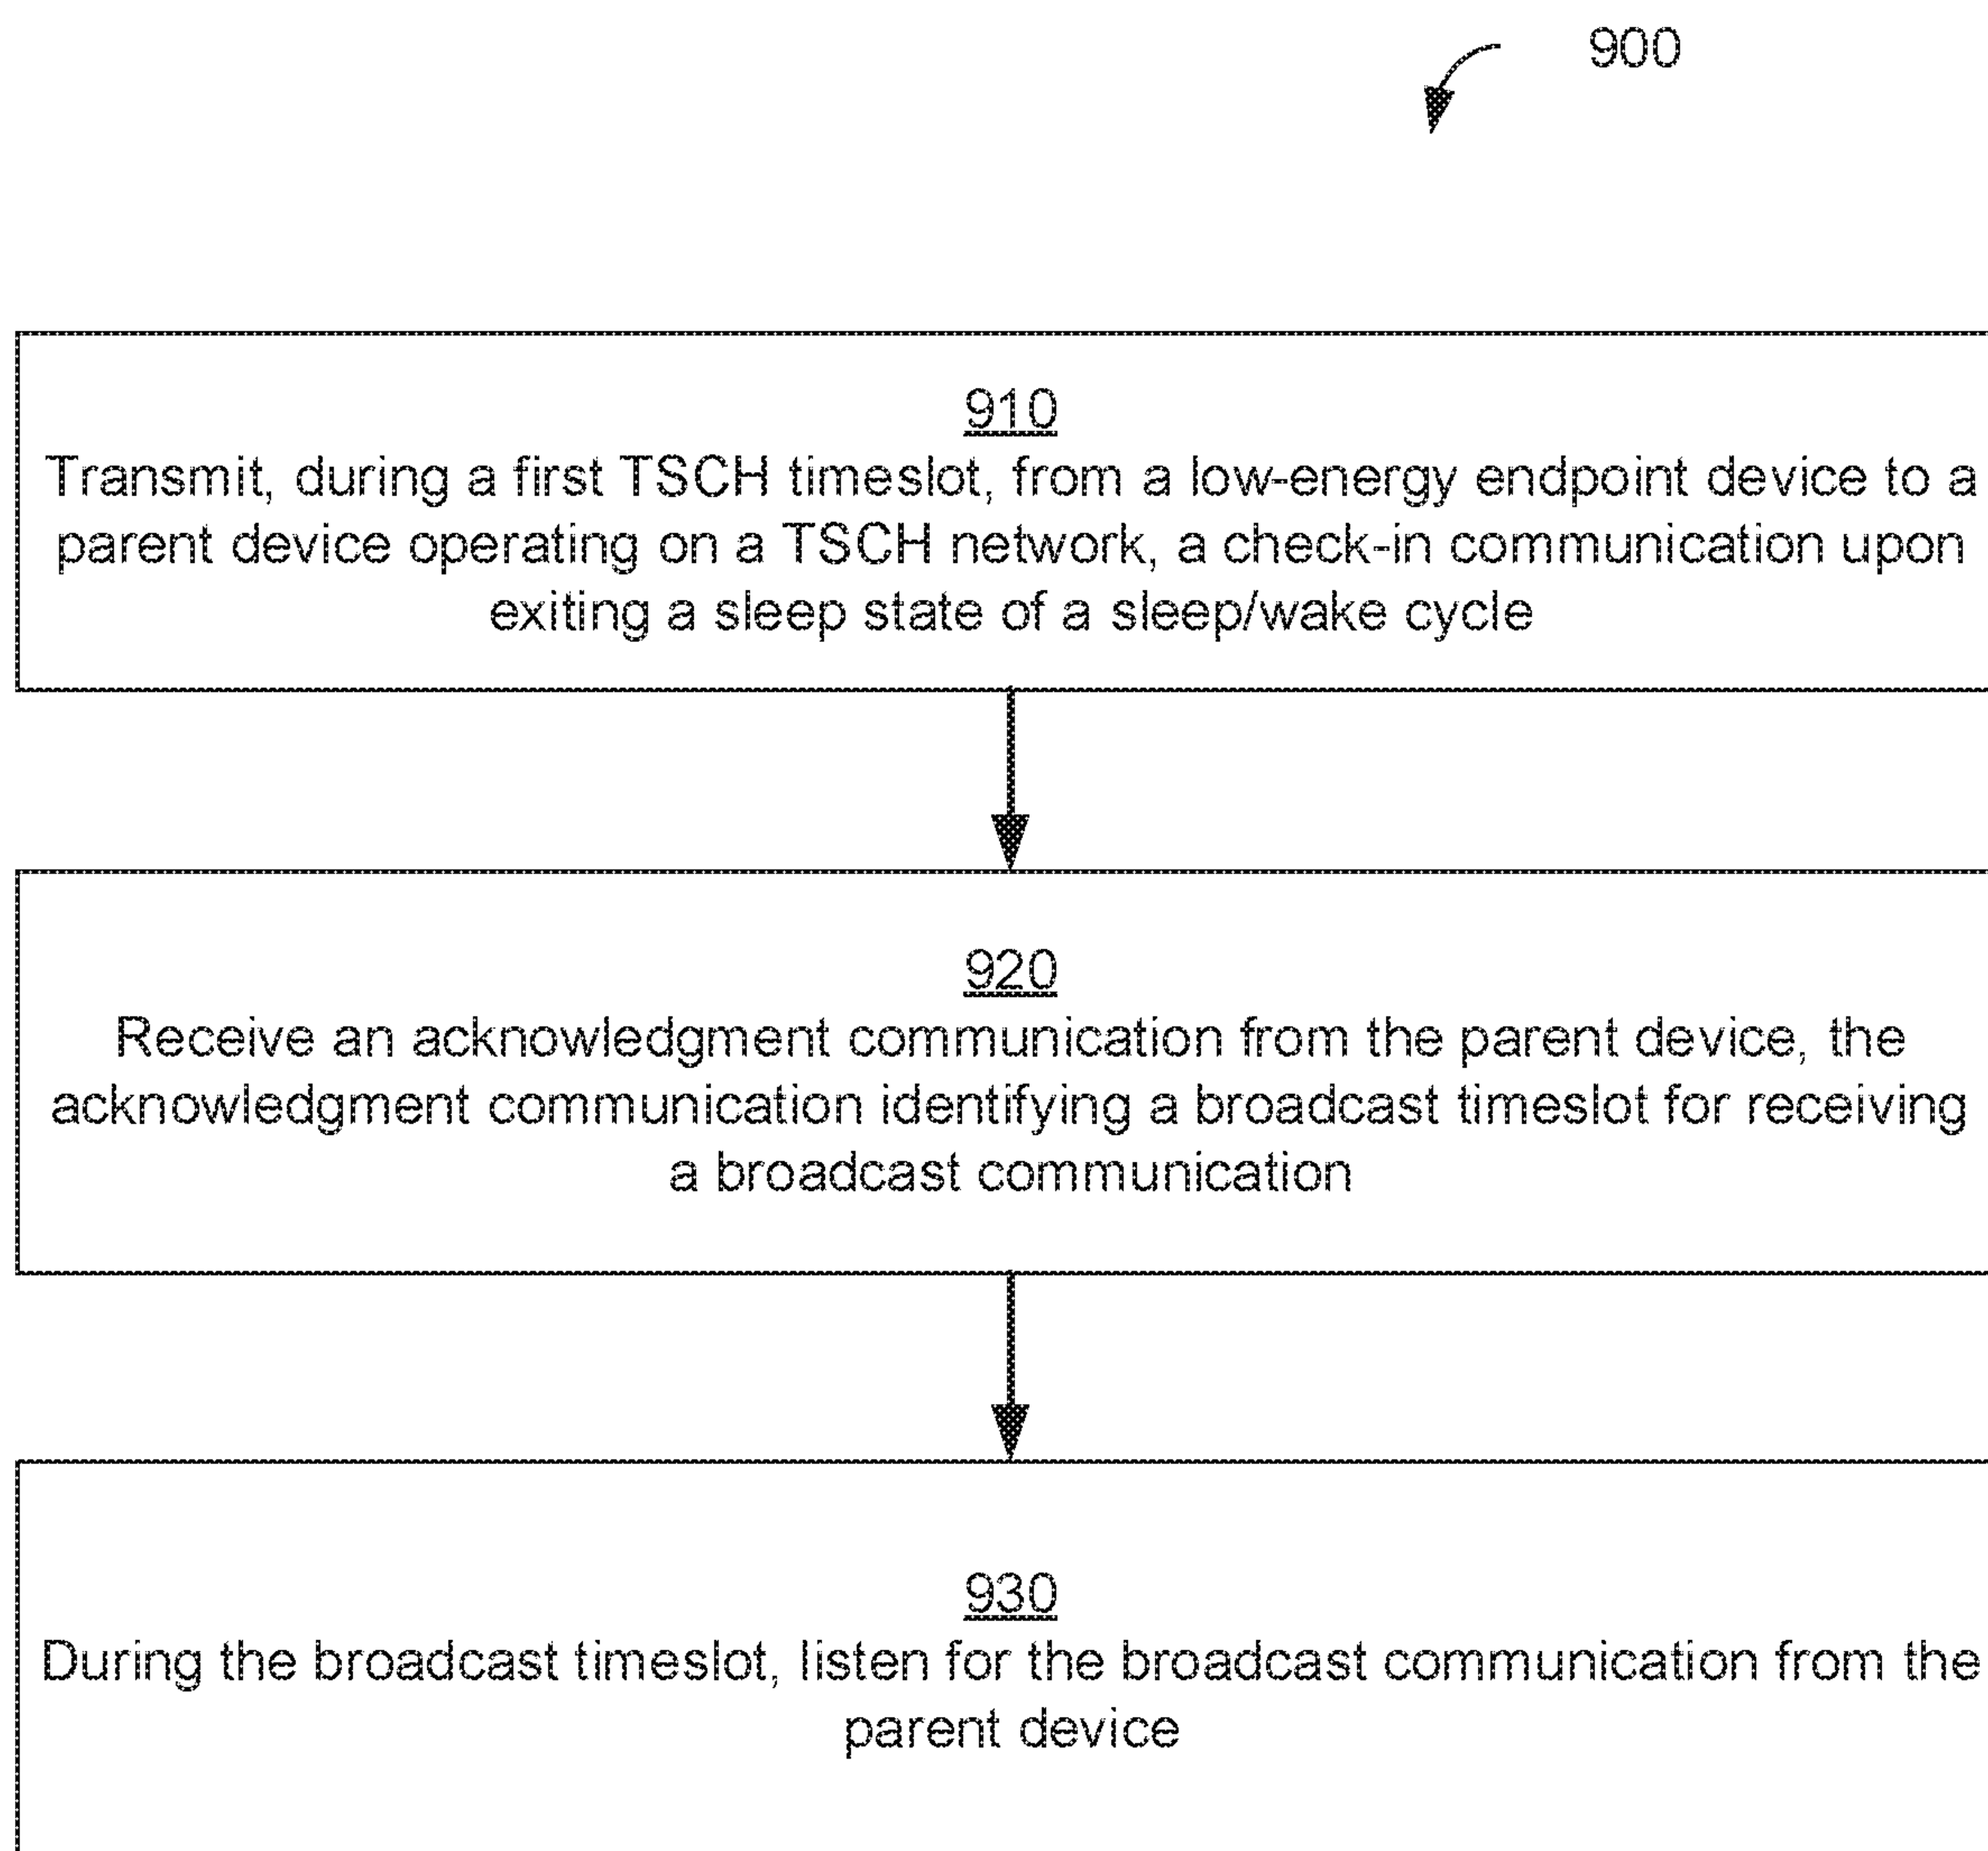 900
910
Transmit, during a first TSCH timeslot, from a low-energy endpoint device to a
parent device operating on a TSCH network, a check-in communication upon
exiting a sleep state of a sleep/wake cycle
920
Receive an acknowledgment communication from the parent device, the
acknowledgment communication identifying a broadcast timeslot for receiving
a broadcast communication
930
During the broadcast timeslot, listen for the broadcast communication from the
parent device